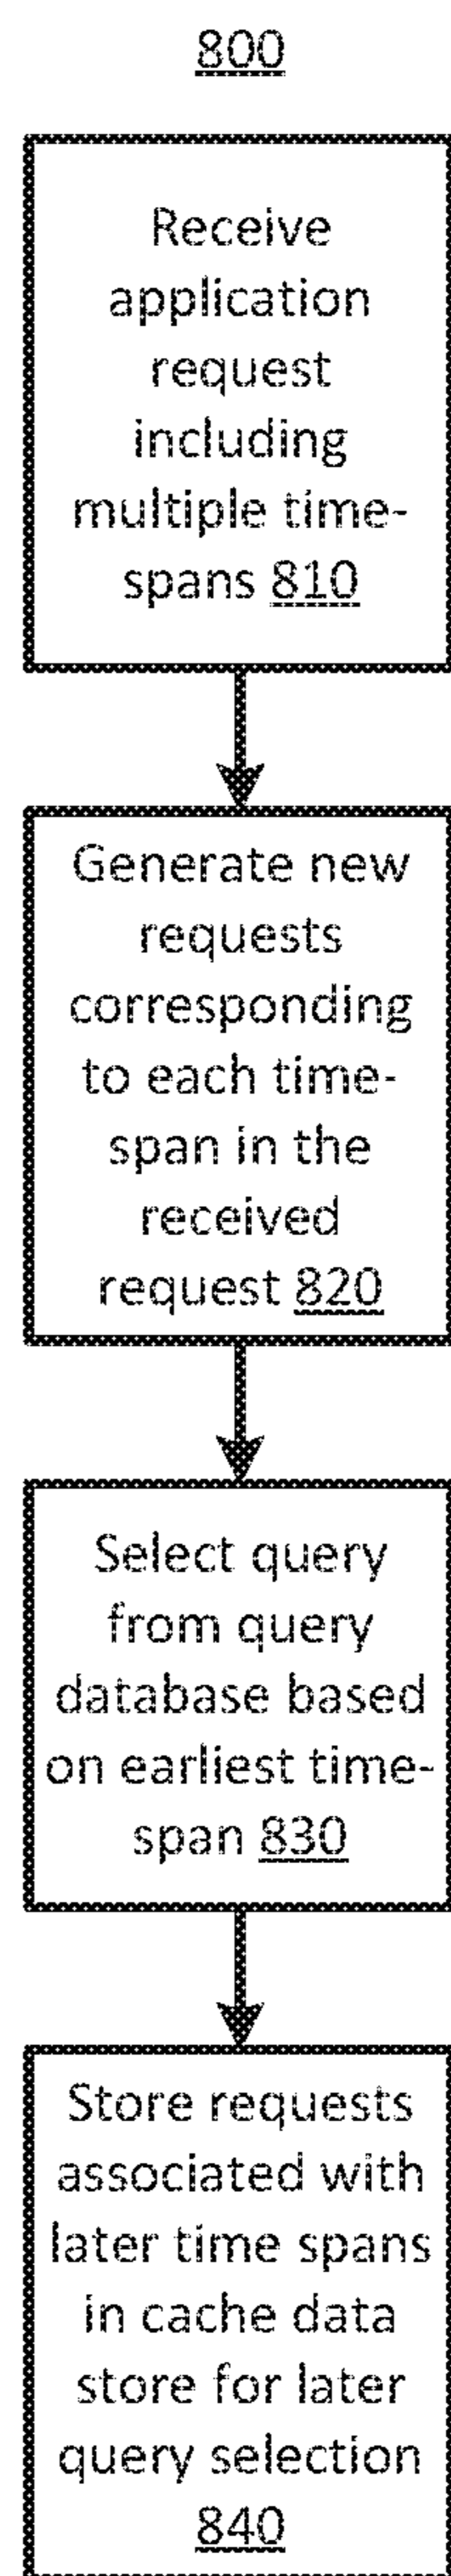 800
Receive
application
request
including
multiple time-
spans 810
Generate new
requests
corresponding
to each time-
span in the
received
request 820
Select query
from query
database based
on earliest time-
span 830
Store requests
associated with
later time spans
in cache data
store for later
query selection
840